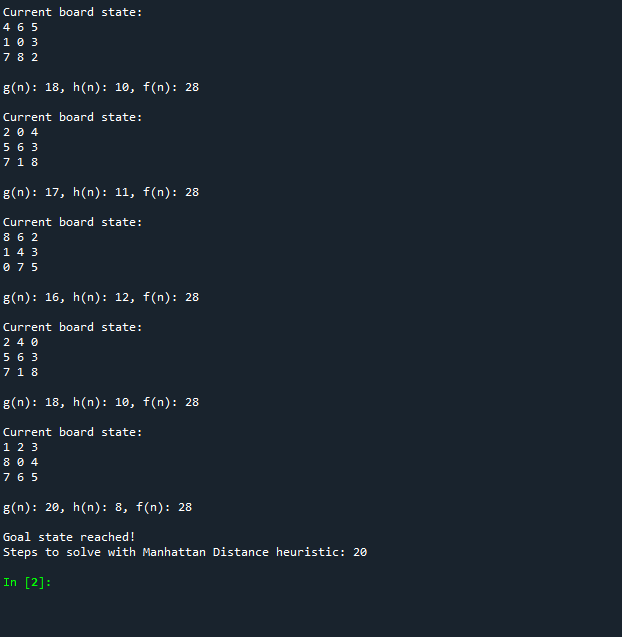 Current board state:
4 6 5
1 0 3
7 8 2
g(n): 18, h(n): 10, f(n): 28
Current board state:
2 0 4
5 6 3
7 1 8
g(n): 17, h(n): 11, f(n): 28
Current board state:
8 6 2
1 4 3
0 7 5
g(n): 16, h(n): 12, f(n): 28
Current board state:
2 4 0
5 6 3
7 1 8
g(n): 18, h(n): 10, f(n): 28
Current board state:
1 2 3
8 0 4
7 6 5
g(n): 20, h(n): 8, f(n): 28
Goal state reached!
Steps to solve with Manhattan Distance heuristic: 20
In [2]: